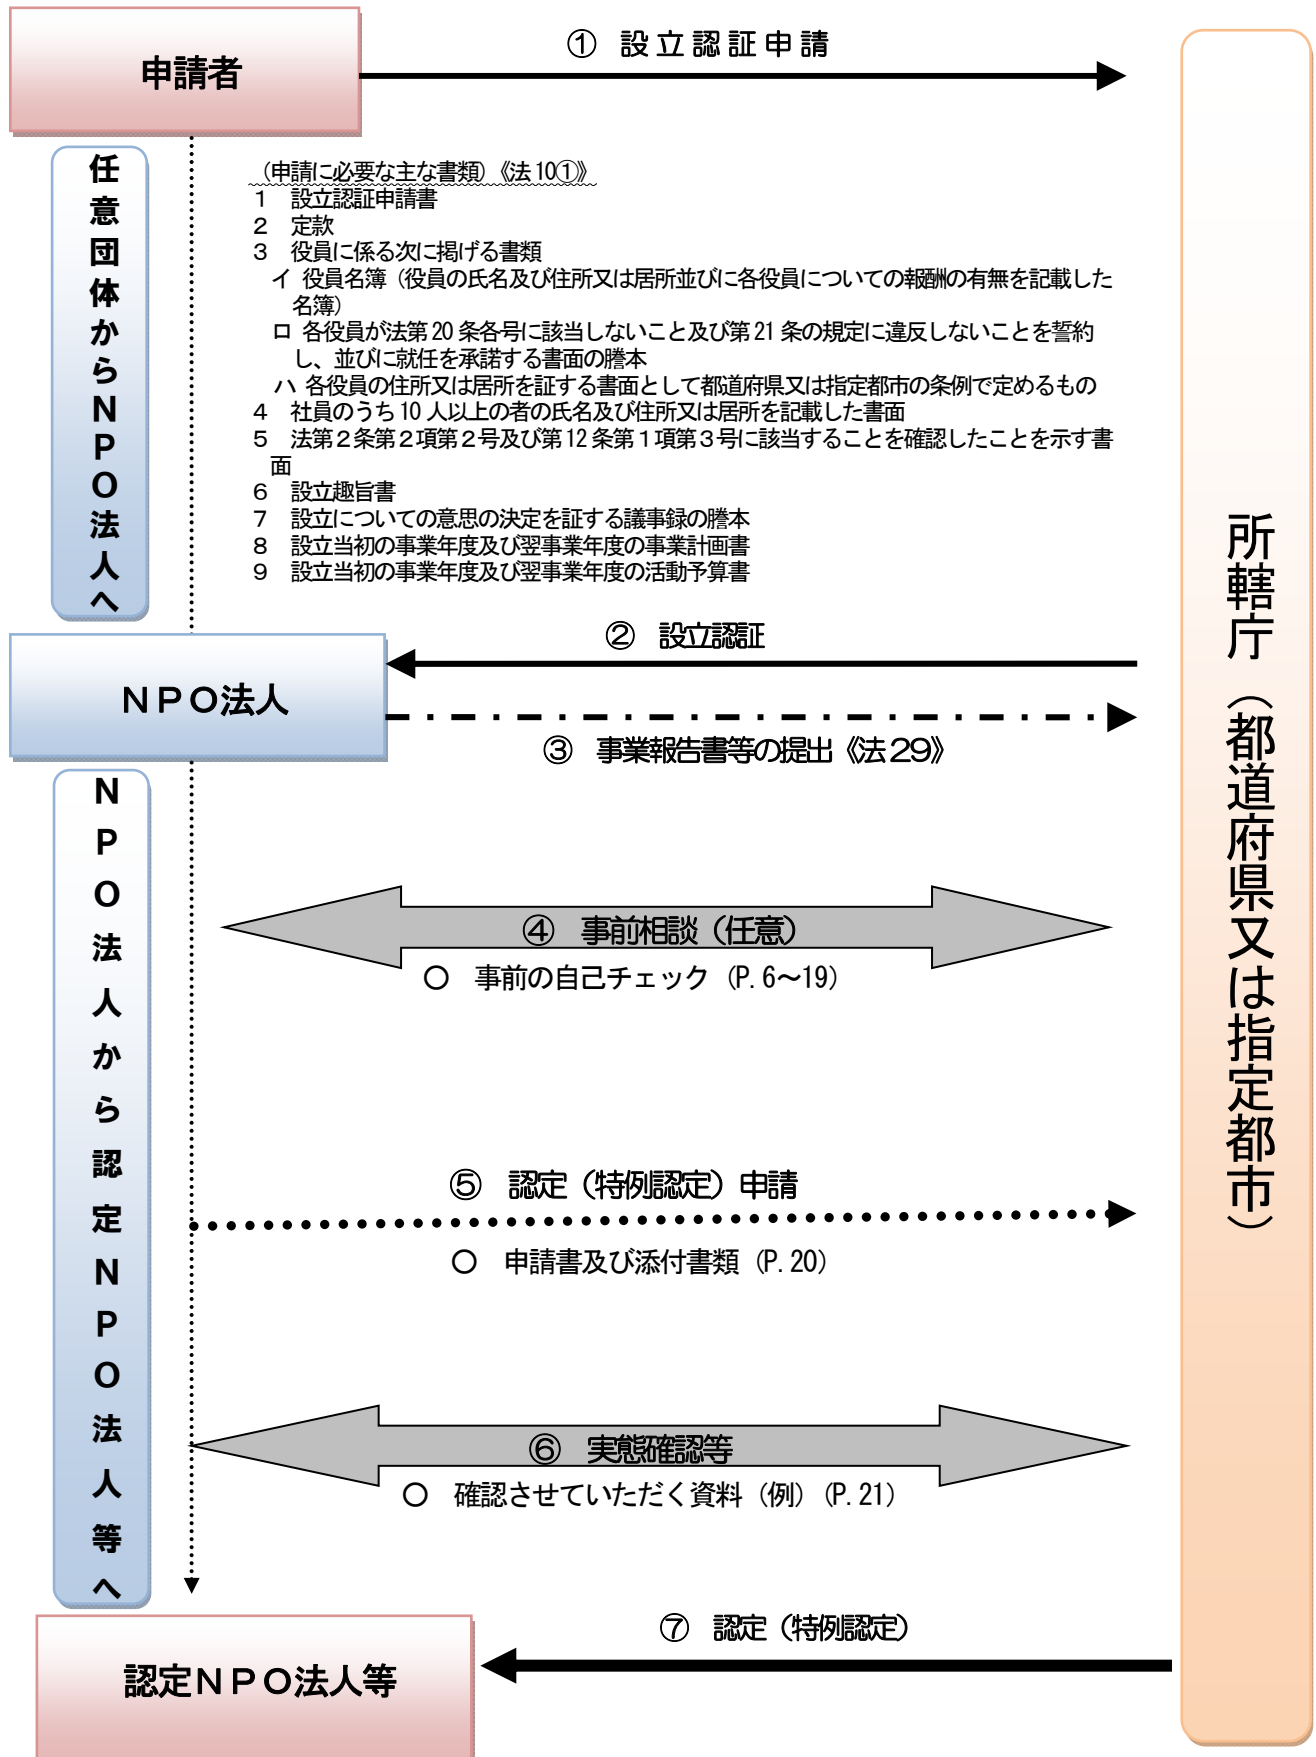 申請者
① 設立認証申請
任意団体からNPO法人へ
（申請に必要な主な書類）《法10①》
１　設立認証申請書
２　定款
３　役員に係る次に掲げる書類
イ 役員名簿（役員の氏名及び住所又は居所並びに各役員についての報酬の有無を記載した
名簿）
ロ 各役員が法第20条各号に該当しないこと及び第21条の規定に違反しないことを誓約
し、並びに就任を承諾する書面の謄本
ハ 各役員の住所又は居所を証する書面として都道府県又は指定都市の条例で定めるもの
４　社員のうち10人以上の者の氏名及び住所又は居所を記載した書面
５　法第２条第２項第２号及び第12条第１項第３号に該当することを確認したことを示す書
面
６　設立趣旨書
７　設立についての意思の決定を証する議事録の謄本
８　設立当初の事業年度及び翌事業年度の事業計画書
９　設立当初の事業年度及び翌事業年度の活動予算書
② 設立認証
ＮＰＯ法人
③ 事業報告書等の提出《法29》
NPO法人から認定NPO法人等へ
④ 事前相談（任意）
○ 事前の自己チェック（P.6～19）
⑤ 認定（特例認定）申請
○ 申請書及び添付書類（P.20）
⑥ 実態確認等
○ 確認させていただく資料（例）（P.21）
⑦ 認定（特例認定）
認定ＮＰＯ法人等
所轄庁（都道府県又は指定都市）